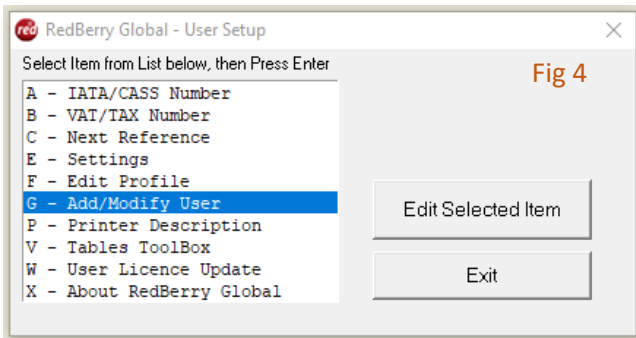 red RedBerry Global - User Setup
Select Item from List below, then Press Enter
Fig 4
A - IATA/CASS Number
B - VAT/TAX Number
C - Next Reference
E - Settings
F - Edit Profile
G - Add/Modify User
P - Printer Description
V - Tables ToolBox
W - User Licence Update
X - About RedBerry Global
Edit Selected Item
Exit